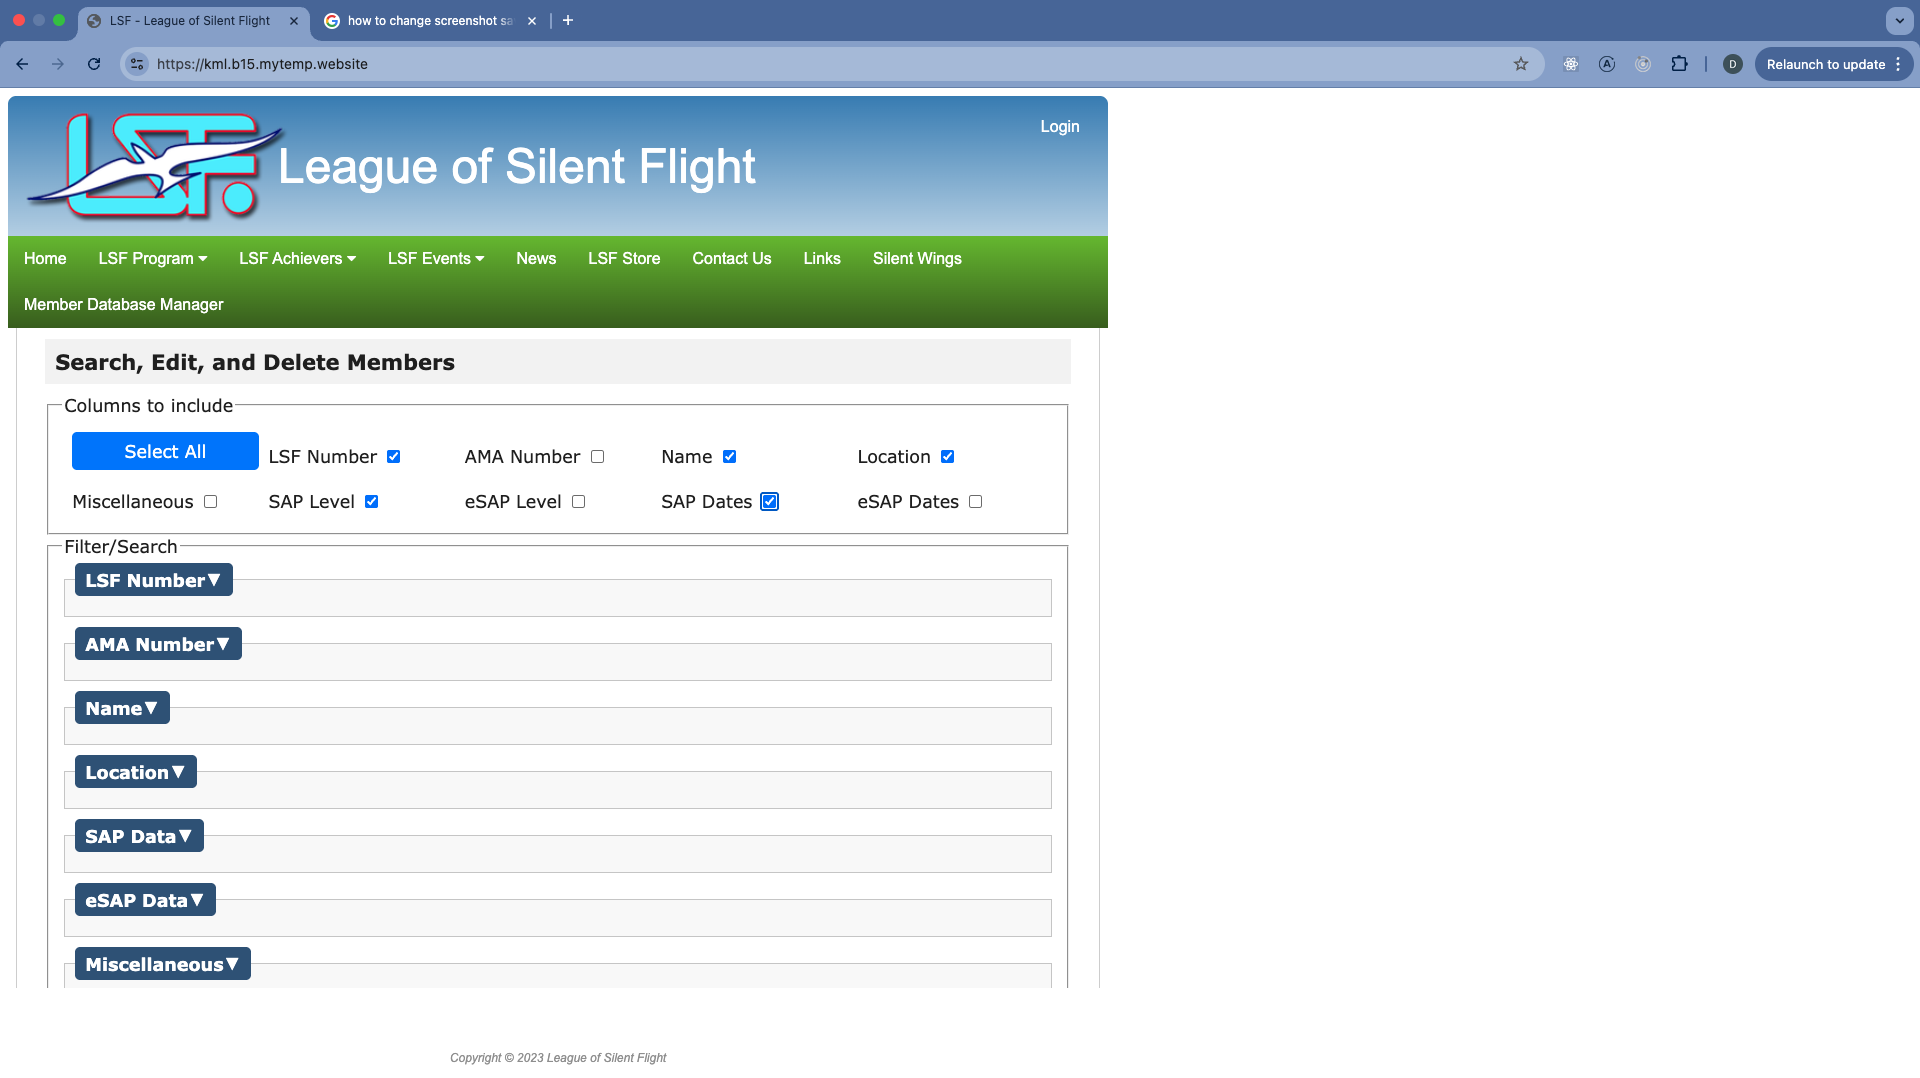 LSF - League of Silent Flight
how to change screenshot sa
https://kml.b15.mytemp.website
D
Relaunch to update
LSF
League of Silent Flight
Login
Home
LSF Program
LSF Achievers
LSF Events
News
LSF Store
Contact Us
Links
Silent Wings
Member Database Manager
Search, Edit, and Delete Members
Columns to include
Select All
LSF Number
AMA Number
Name
Location
Miscellaneous
SAP Level
eSAP Level
SAP Dates
eSAP Dates
Filter/Search
LSF Number▼
AMA Number▼
Name▼
Location▼
SAP Data▼
eSAP Data▼
Miscellaneous▼
Copyright © 2023 League of Silent Flight